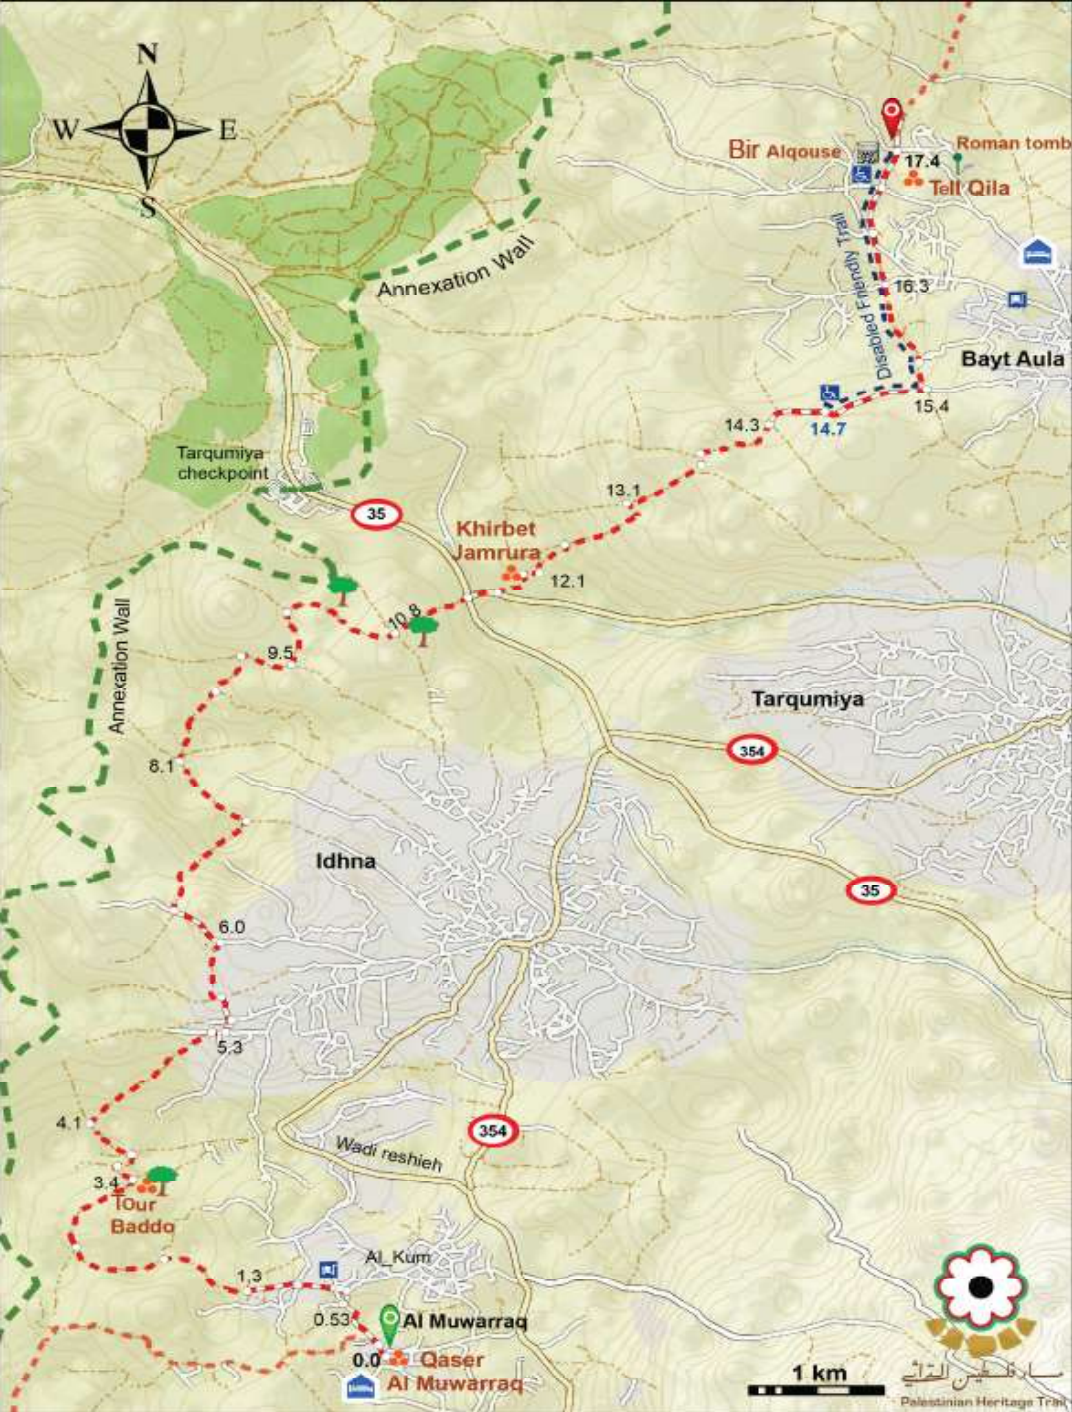 N
W
E
S
Bir Alqouse
Roman tomb
17.4
Tell Qila
Disabled Friendly Trail
Annexation Wall
16.3
Bayt Aula
15.4
14.3
14.7
Tarqumiya
checkpoint
35
13.1
Khirbet
Jamrura
12.1
10.8
Annexation Wall
9.5
Tarqumiya
354
8.1
Idhna
35
6.0
5.3
4.1
354
Wadi reshieh
3.4
Tour
Baddo
Al_Kum
1,3
0.53
Al Muwarraq
0.0
Qaser
Al Muwarraq
1 km
مسار فلسطين التراثي
Palestinian Heritage Trail